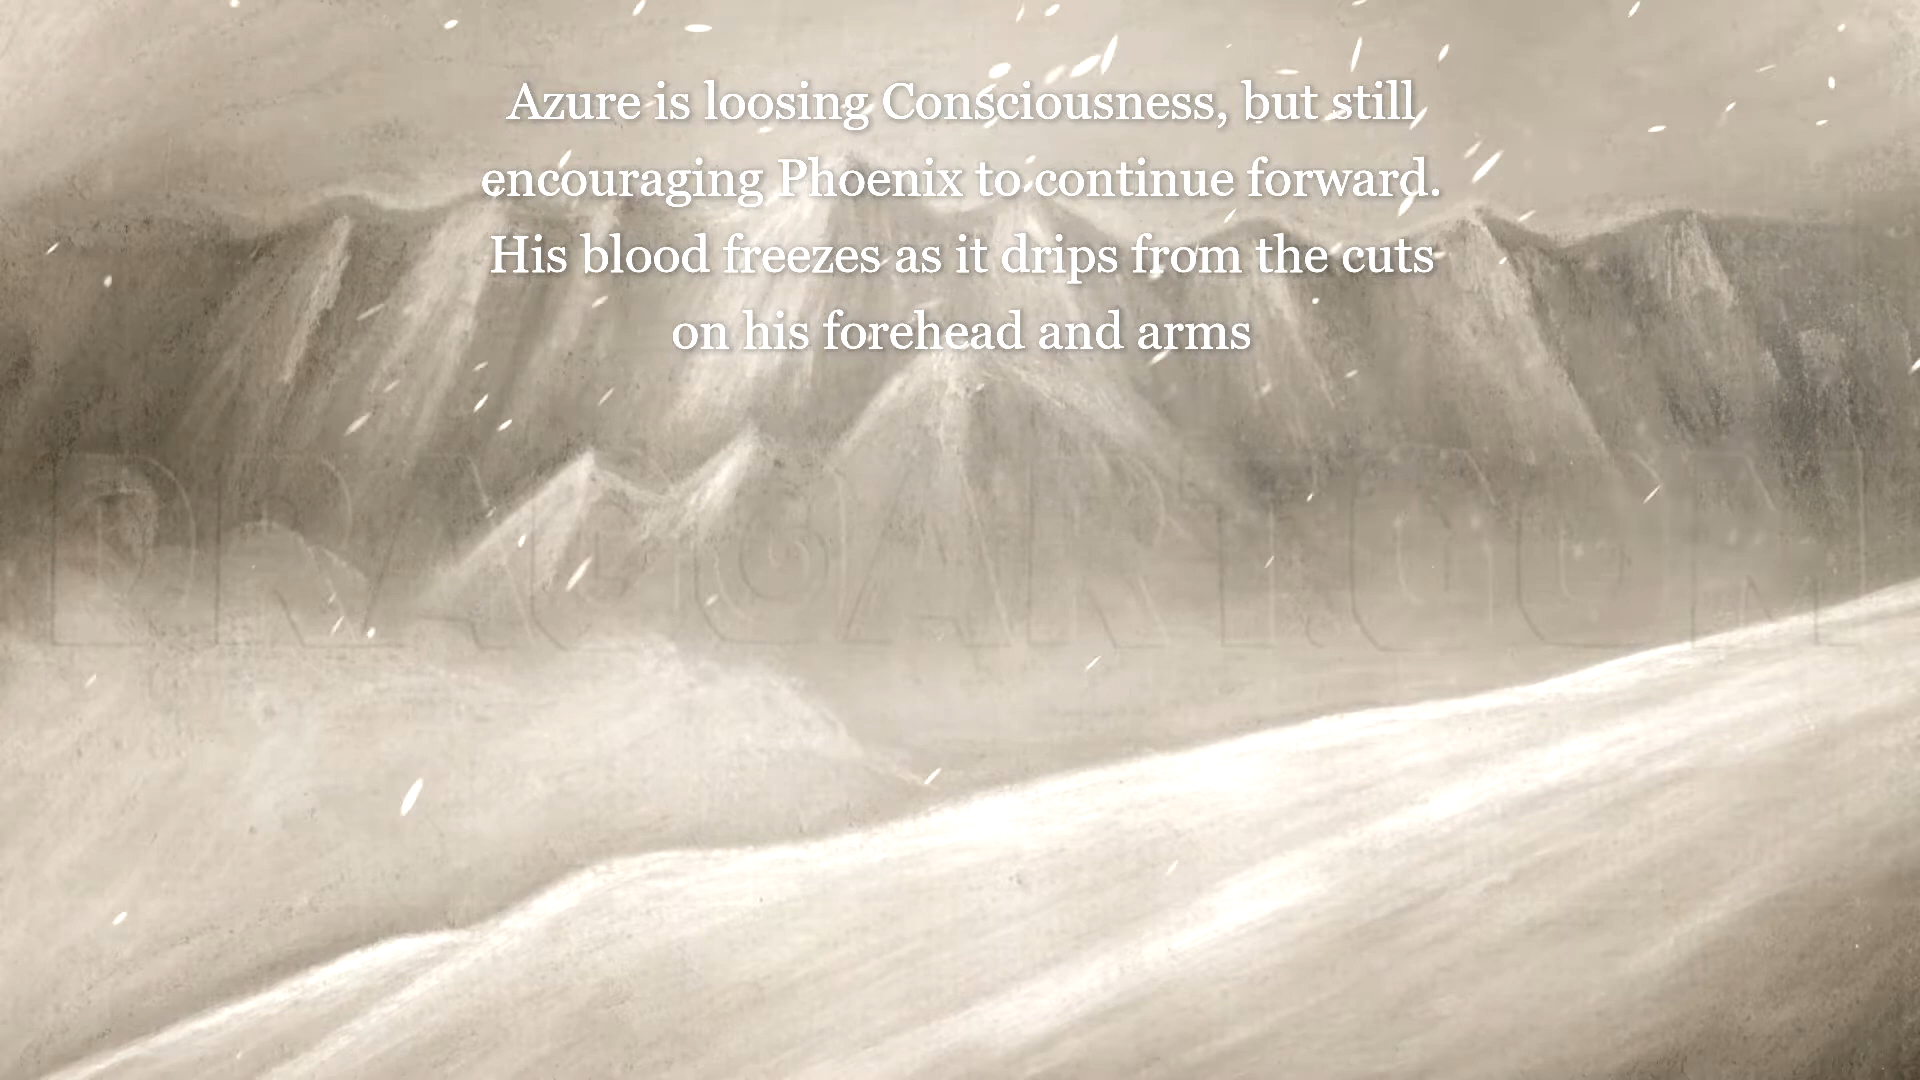 Azure is loosing Consciousness, but still
encouraging Phoenix to continue forward.
His blood freezes as it drips from the cuts
on his forehead and arms